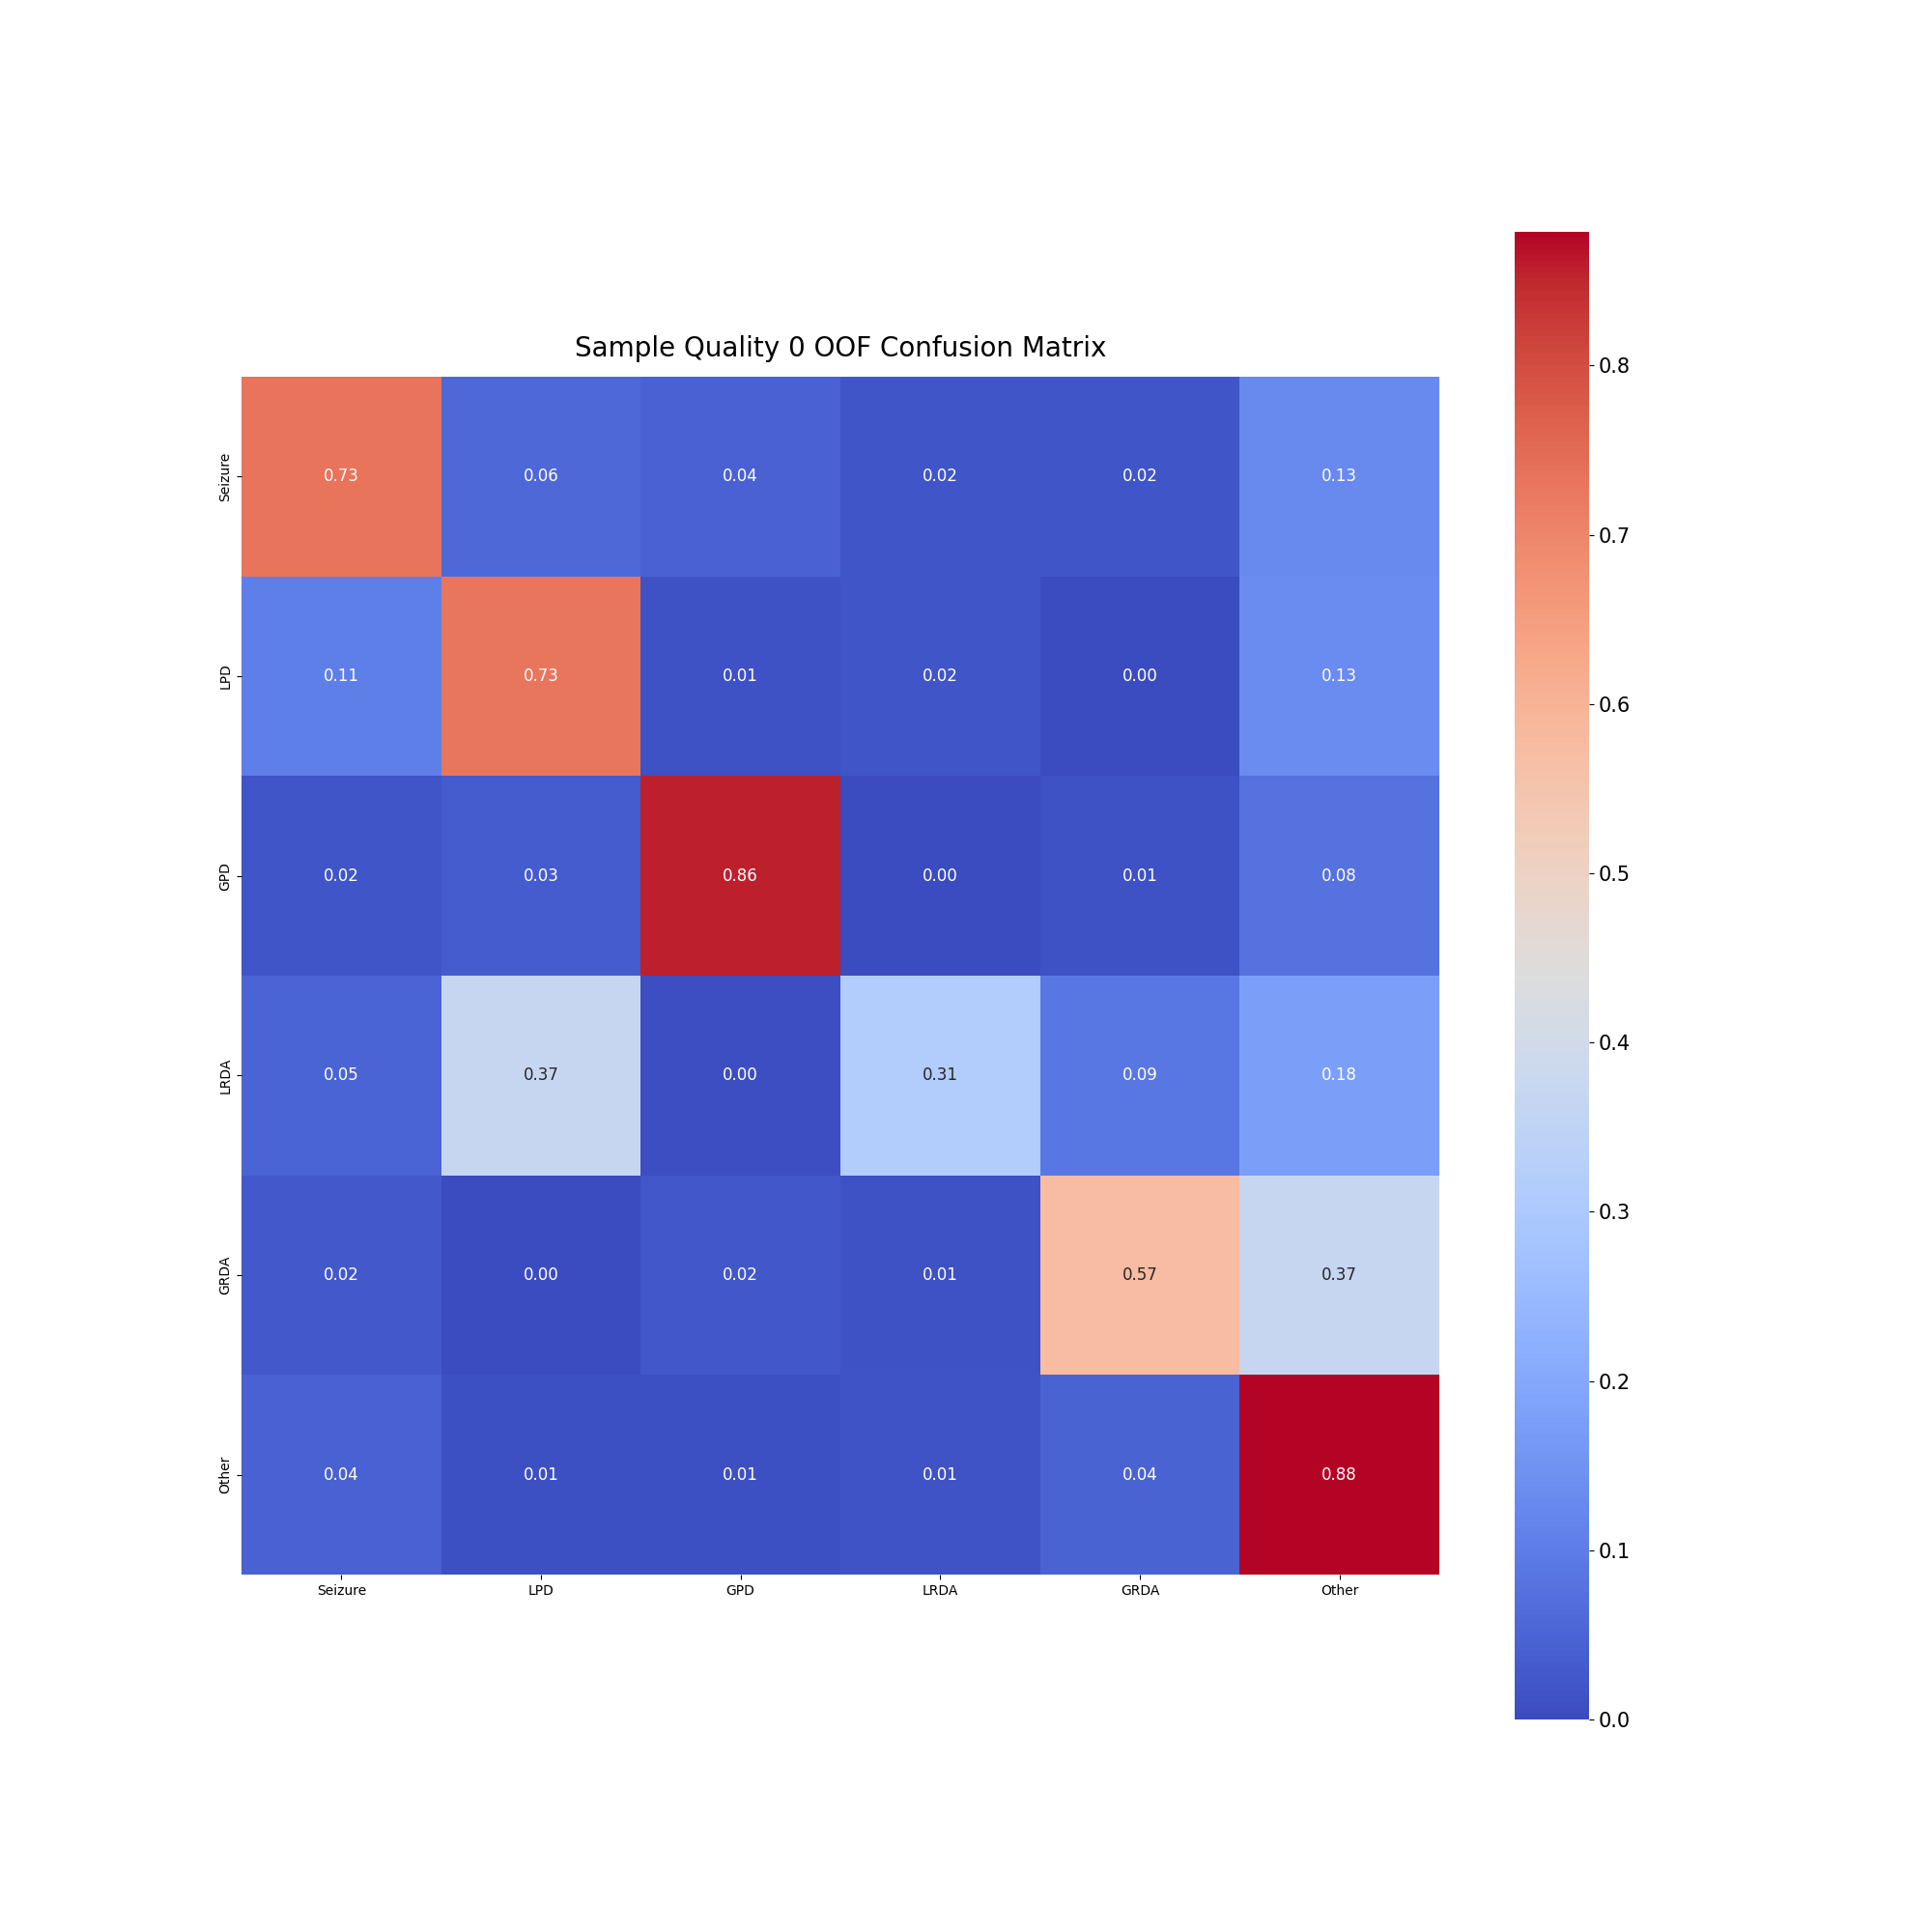 Sample Quality 0 OOF Confusion Matrix
Seizure 0.73 0.06 0.04 0.02 0.02 0.13
LPD 0.11 0.73 0.01 0.02 0.00 0.13
GPD 0.02 0.03 0.86 0.00 0.01 0.08
LRDA 0.05 0.37 0.00 0.31 0.09 0.18
GRDA 0.02 0.00 0.02 0.01 0.57 0.37
Other 0.04 0.01 0.01 0.01 0.04 0.88
Seizure LPD GPD LRDA GRDA Other
0.8
0.7
0.6
0.5
0.4
0.3
0.2
0.1
0.0